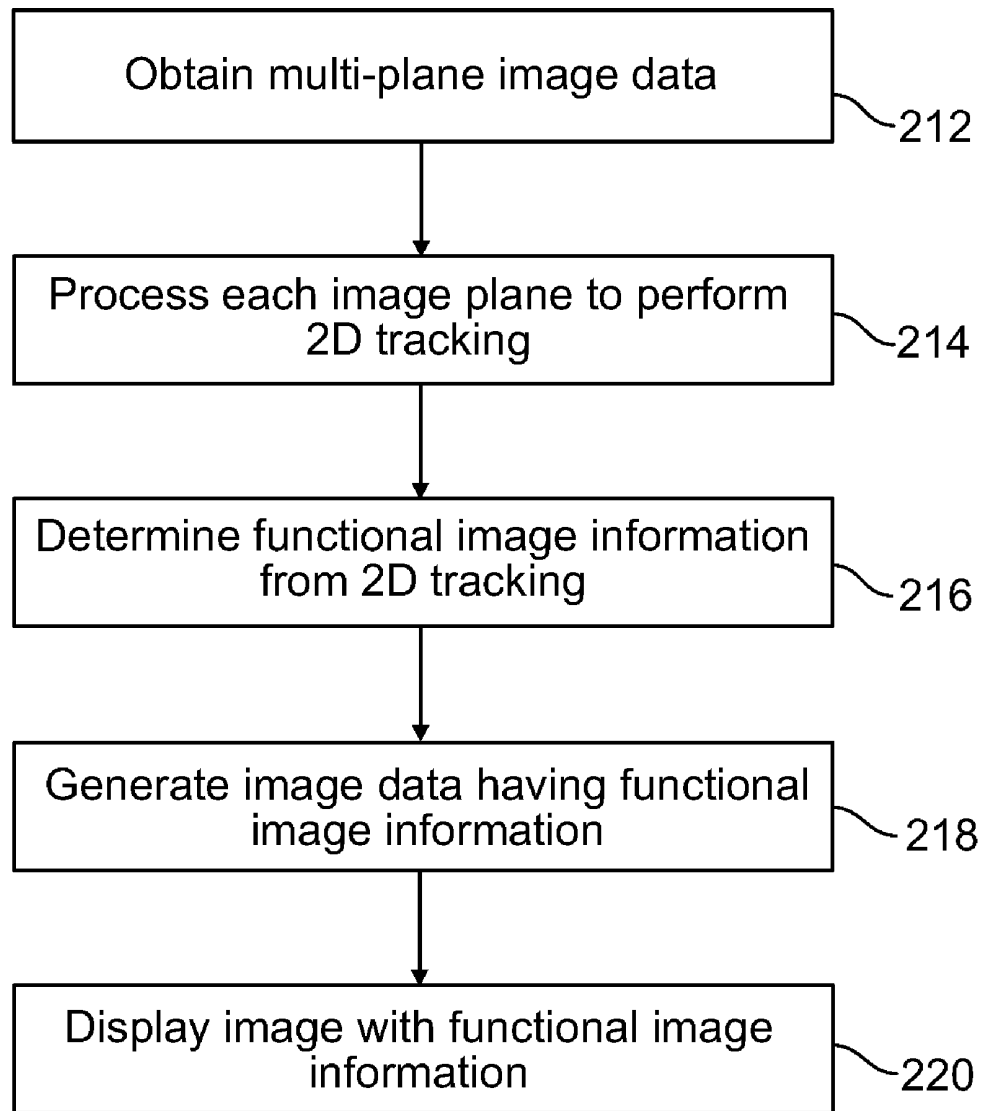 Obtain multi-plane image data
212
Process each image plane to perform
2D tracking
214
Determine functional image information
from 2D tracking
216
Generate image data having functional
image information
218
Display image with functional image
information
220